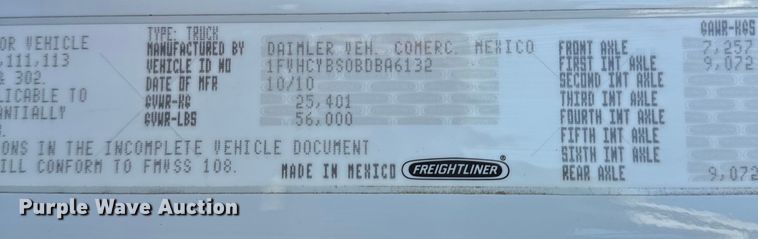 GAWR-KGS
TYPE: TRUCK
OR VEHICLE MANUFACTURED BY DAIMLER VEH. COMERC. MEXICO FRONT AXLE 7,257
,111,113 VEHICLE ID NO 1FVHCYBS0BDBA6132 FIRST INT AXLE 9,072
& 302. DATE OF MFR 10/10 SECOND INT AXLE
LICABLE TO GVWR-KG 25,401 THIRD INT AXLE
ANTIALLY GVWR-LBS 56,000 FOURTH INT AXLE
FIFTH INT AXLE
ONS IN THE INCOMPLETE VEHICLE DOCUMENT SIXTH INT AXLE
ILL CONFORM TO FMVSS 108. MADE IN MEXICO FREIGHTLINER® REAR AXLE 9,072
Purple Wave Auction